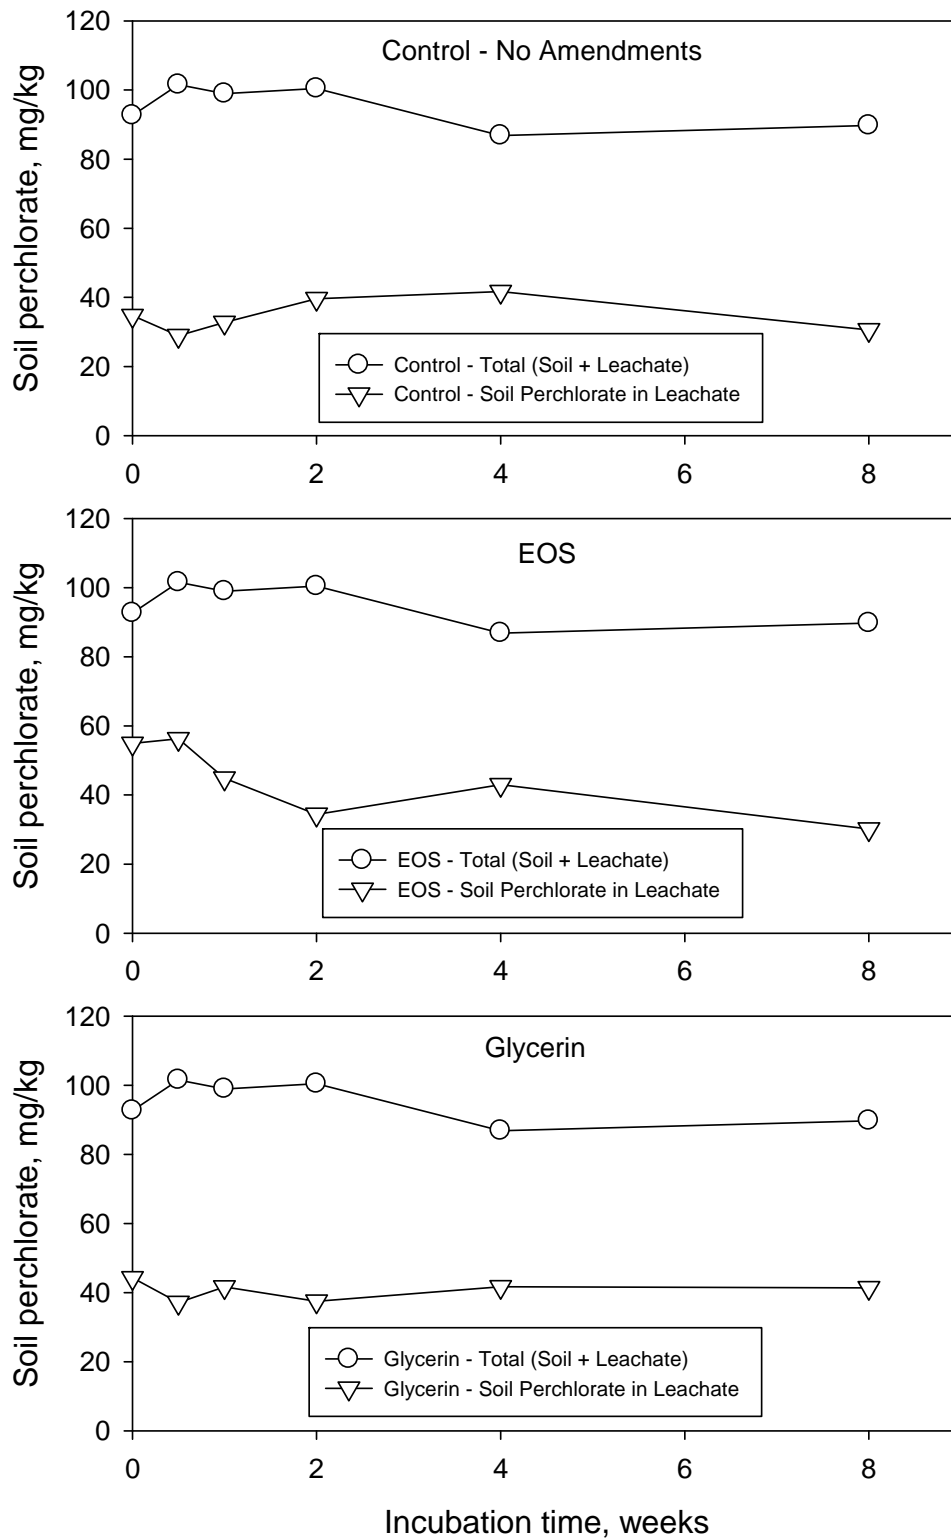 Control - No Amendments
Soil perchlorate, mg/kg
120
100
80
60
40
20
0
Control - Total (Soil + Leachate)
Control - Soil Perchlorate in Leachate
0 2 4 6 8
EOS
Soil perchlorate, mg/kg
120
100
80
60
40
20
0
EOS - Total (Soil + Leachate)
EOS - Soil Perchlorate in Leachate
0 2 4 6 8
Glycerin
Soil perchlorate, mg/kg
120
100
80
60
40
20
0
Glycerin - Total (Soil + Leachate)
Glycerin - Soil Perchlorate in Leachate
0 2 4 6 8
Incubation time, weeks